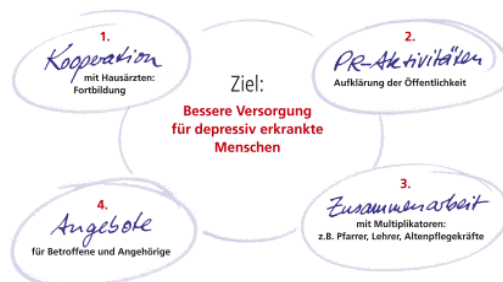 1.
Kooperation
mit Hausärzten:
Fortbildung
2.
PR-Aktivitäten
Aufklärung der Öffentlichkeit
Ziel:
Bessere Versorgung
für depressiv erkrankte
Menschen
3.
Zusammenarbeit
mit Multiplikatoren:
z.B. Pfarrer, Lehrer, Altenpflegekräfte
4.
Angebote
für Betroffene und Angehörige